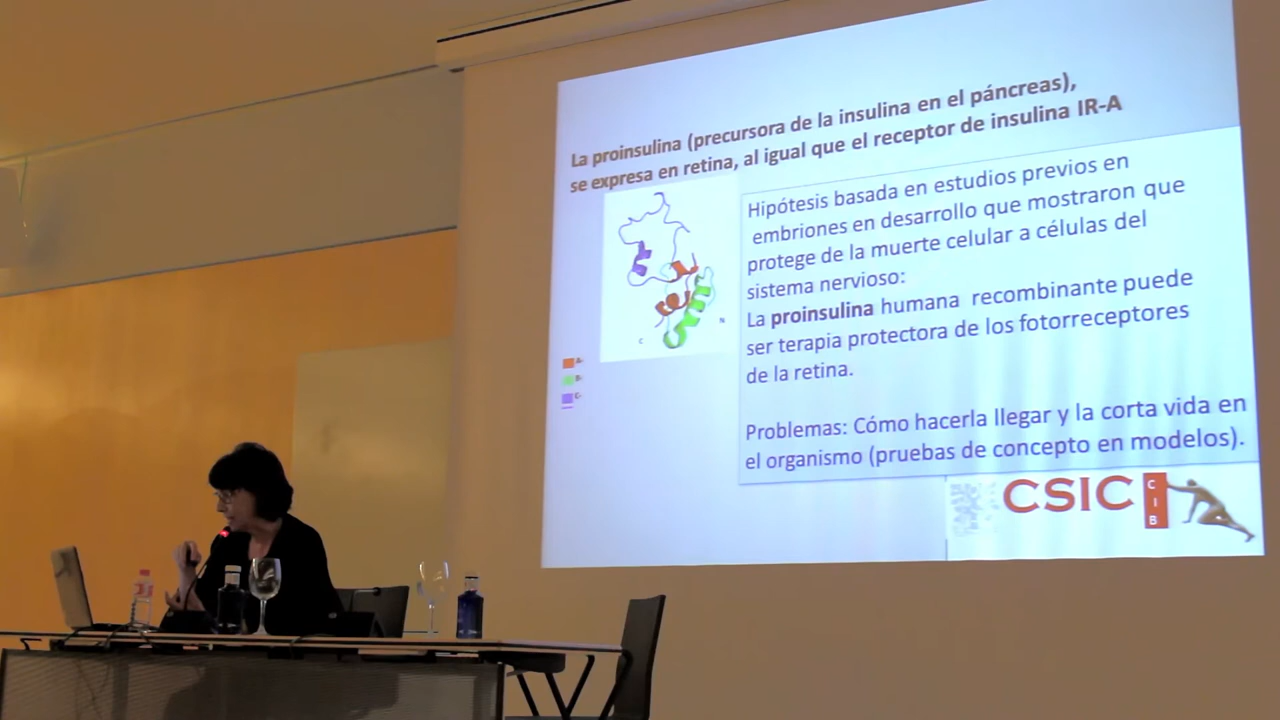 La proinsulina (precursora de la insulina en el páncreas),
se expresa en retina, al igual que el receptor de insulina IR-A
Hipótesis basada en estudios previos en
embriones en desarrollo que mostraron que
protege de la muerte celular a células del
sistema nervioso:
La proinsulina humana recombinante puede
ser terapia protectora de los fotorreceptores
de la retina.
Problemas: Cómo hacerla llegar y la corta vida en
el organismo (pruebas de concepto en modelos).
N
C
A-
B-
C-
CSIC
C
I
B